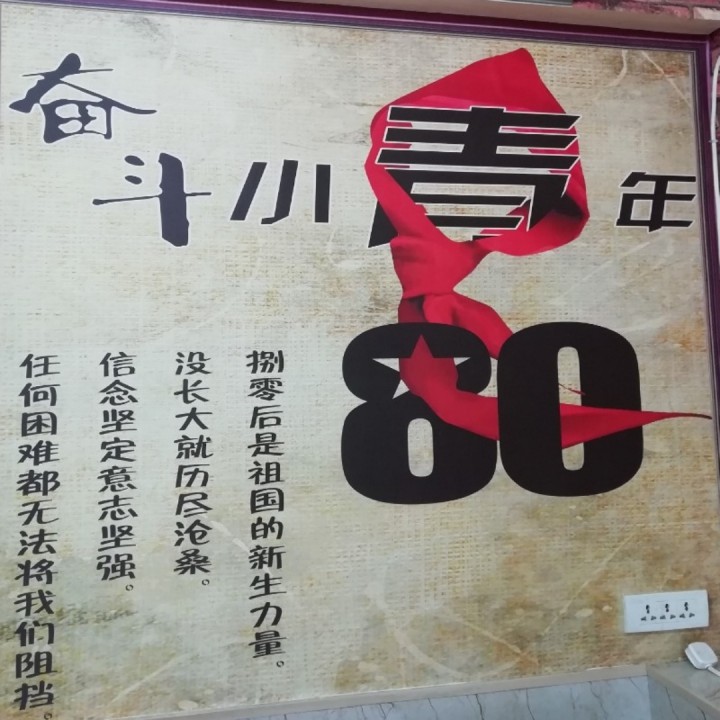 奋斗小青年
80
捌零后是祖国的新生力量。
没长大就历尽沧桑。
信念坚定意志坚强。
任何困难都无法将我们阻挡。